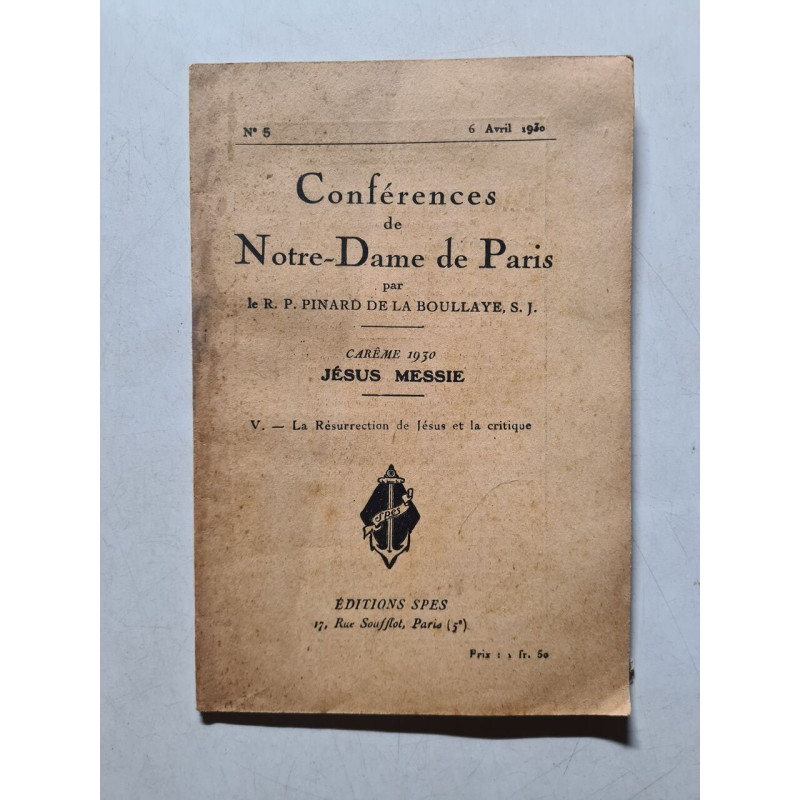 N° 5 6 Avril 1930
Conférences
de
Notre-Dame de Paris
par
le R. P. PINARD DE LA BOULLAYE, S. J.
CARÊME 1930
JÉSUS MESSIE
V. — La Résurrection de Jésus et la critique
Spes
ÉDITIONS SPES
17, Rue Soufflot, Paris (5e)
Prix : 1 fr. 50